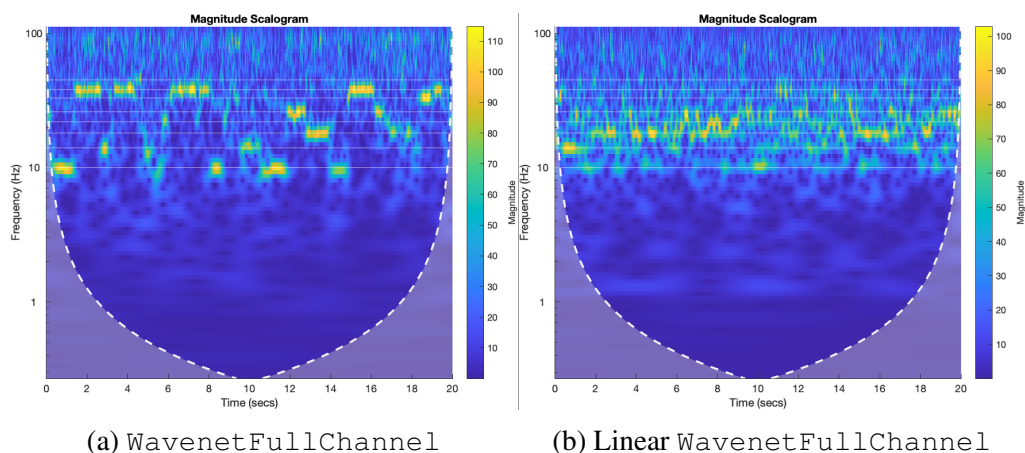 Magnitude Scalogram
100
10
1
Frequency (Hz)
0 2 4 6 8 10 12 14 16 18 20
Time (secs)
110
100
90
80
70
60
50
40
30
20
10
Magnitude
(a) WavenetFullChannel
Magnitude Scalogram
100
10
1
Frequency (Hz)
0 2 4 6 8 10 12 14 16 18 20
Time (secs)
100
90
80
70
60
50
40
30
20
10
Magnitude
(b) Linear WavenetFullChannel